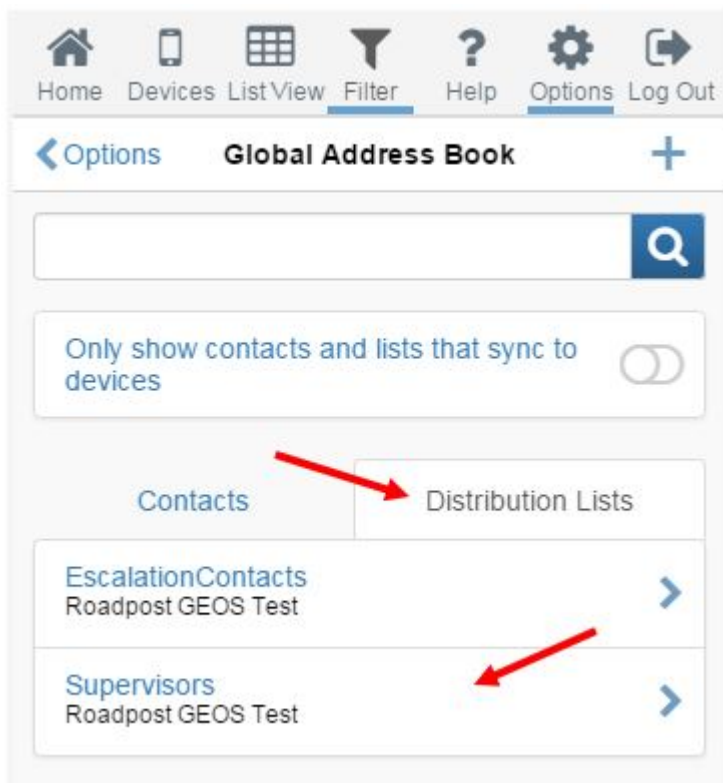 Home Devices List View Filter Help Options Log Out
Options Global Address Book +
Only show contacts and lists that sync to
devices
Contacts Distribution Lists
EscalationContacts
Roadpost GEOS Test
Supervisors
Roadpost GEOS Test